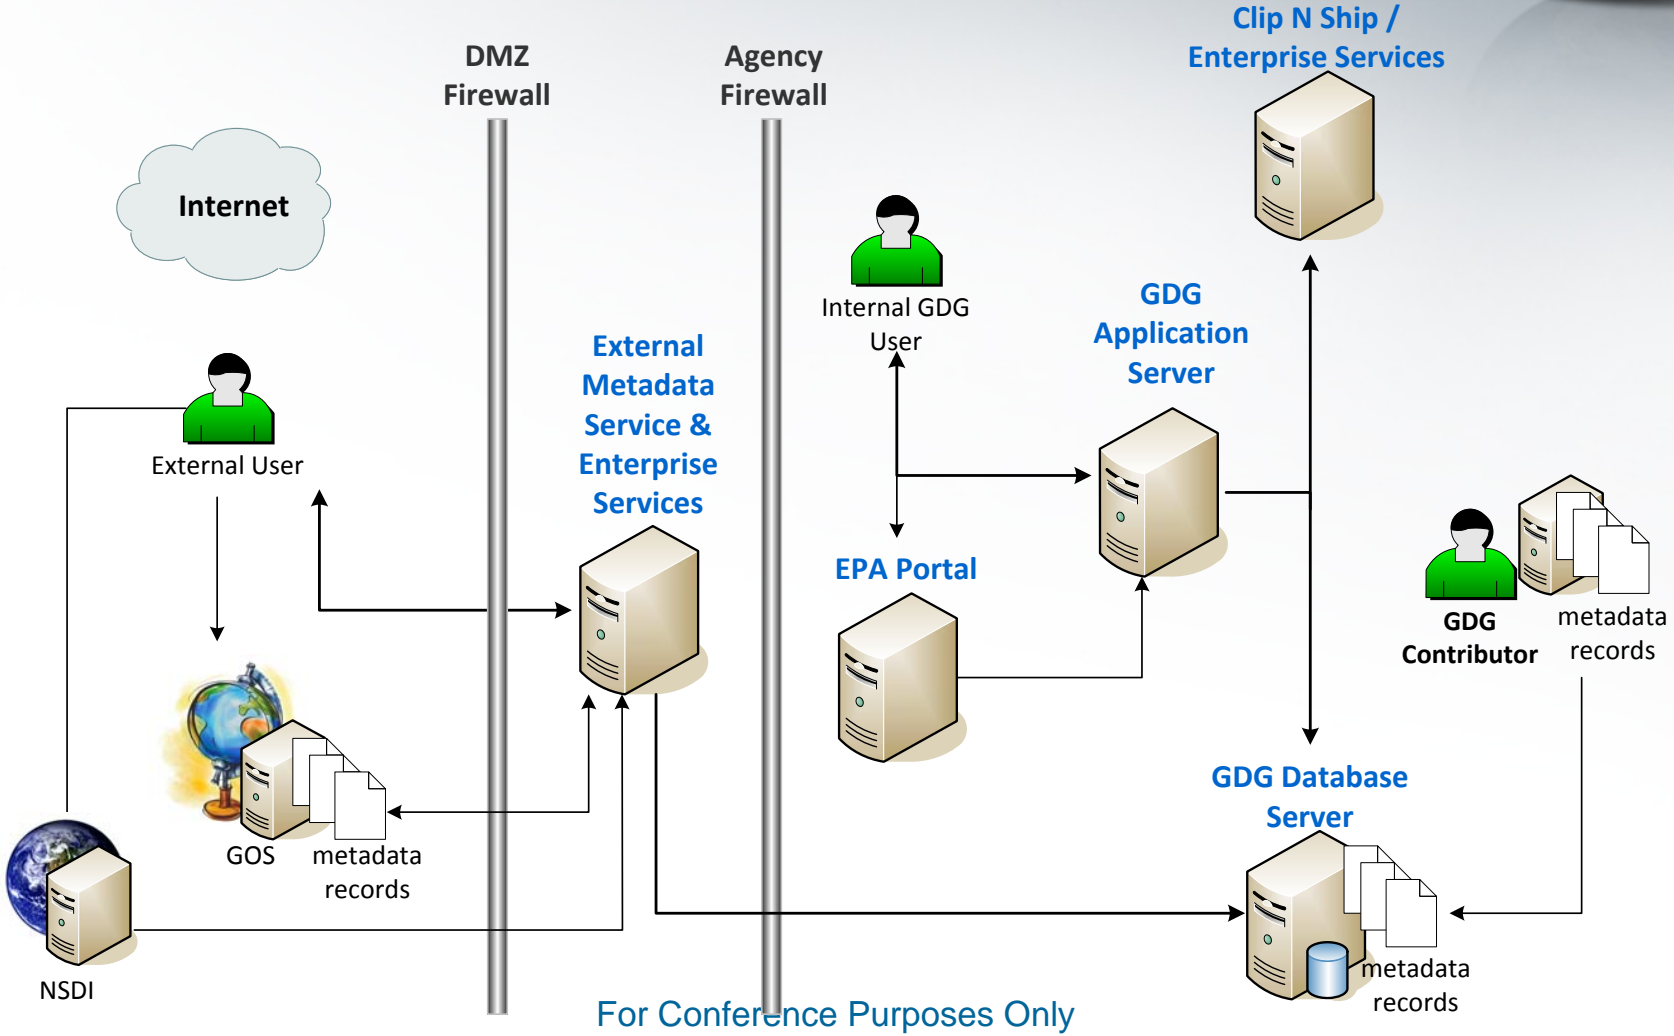 Clip N Ship /
Enterprise Services
DMZ
Firewall
Agency
Firewall
Internet
Internal GDG
User
GDG
Application
Server
External
Metadata
Service &
Enterprise
Services
External User
EPA Portal
GDG
Contributor
metadata
records
GDG Database
Server
GOS
metadata
records
NSDI
metadata
records
For Conference Purposes Only